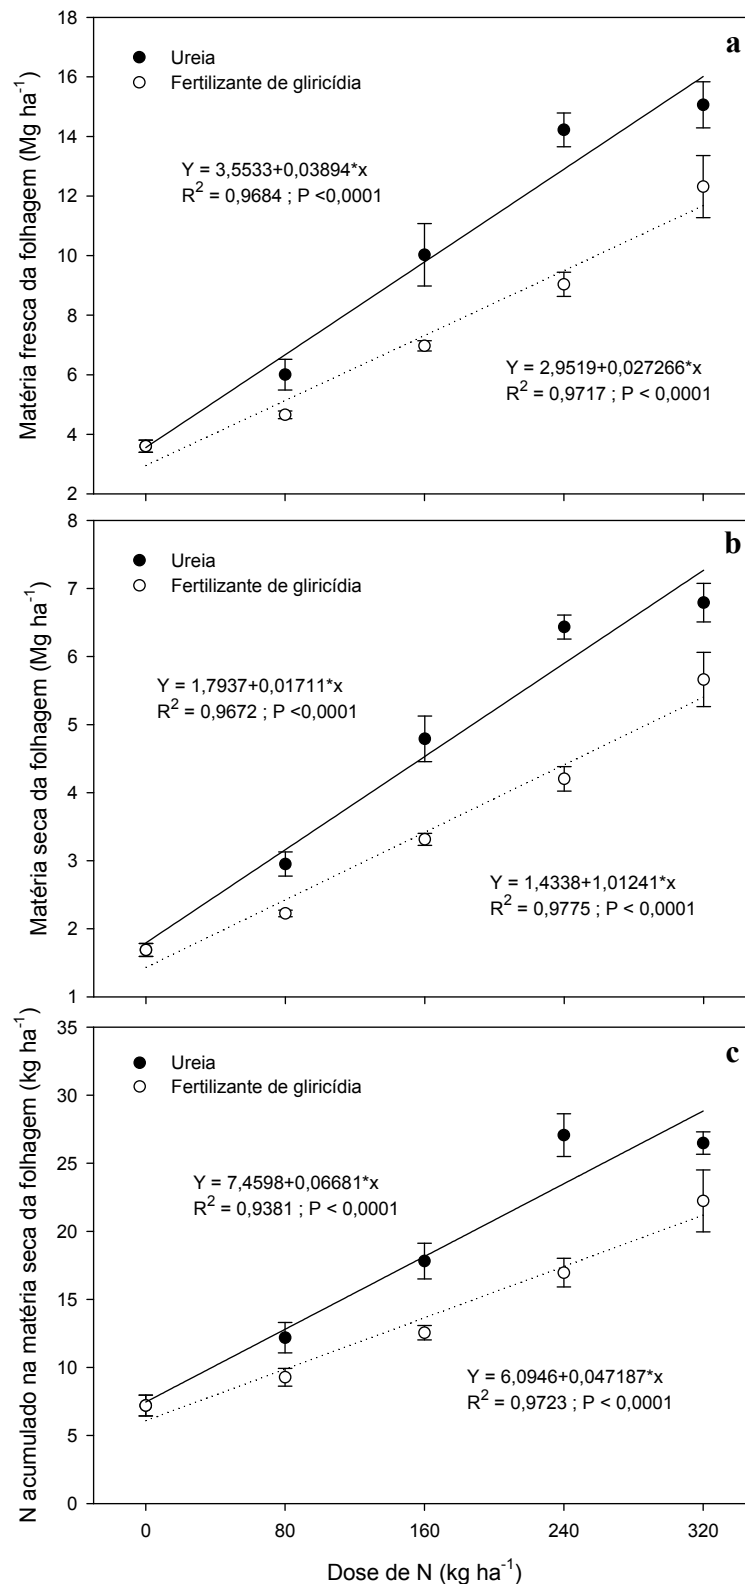 a
Matéria fresca da folhagem (Mg ha⁻¹)
18
16
14
12
10
8
6
4
2
Ureia
Fertilizante de gliricídia
Y = 3,5533+0,03894*x
R² = 0,9684 ; P <0,0001
Y = 2,9519+0,027266*x
R² = 0,9717 ; P < 0,0001
b
Matéria seca da folhagem (Mg ha⁻¹)
8
7
6
5
4
3
2
1
Ureia
Fertilizante de gliricídia
Y = 1,7937+0,01711*x
R² = 0,9672 ; P <0,0001
Y = 1,4338+1,01241*x
R² = 0,9775 ; P < 0,0001
c
N acumulado na matéria seca da folhagem (kg ha⁻¹)
35
30
25
20
15
10
5
0
Ureia
Fertilizante de gliricídia
Y = 7,4598+0,06681*x
R² = 0,9381 ; P < 0,0001
Y = 6,0946+0,047187*x
R² = 0,9723 ; P < 0,0001
0 80 160 240 320
Dose de N (kg ha⁻¹)